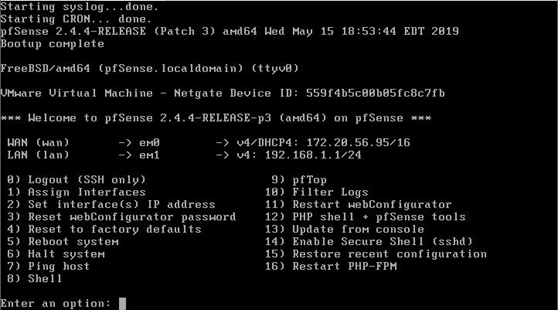 Starting syslog...done.
Starting CRON... done.
pfSense 2.4.4-RELEASE (Patch 3) amd64 Wed May 15 18:53:44 EDT 2019
Bootup complete
FreeBSD/amd64 (pfSense.localdomain) (ttyv0)
VMware Virtual Machine - Netgate Device ID: 559f4b5c00b05fc8c7fb
*** Welcome to pfSense 2.4.4-RELEASE-p3 (amd64) on pfSense ***
WAN (wan) -> em0 -> v4/DHCP4: 172.20.56.95/16
LAN (lan) -> em1 -> v4: 192.168.1.1/24
0) Logout (SSH only) 9) pfTop
1) Assign Interfaces 10) Filter Logs
2) Set interface(s) IP address 11) Restart webConfigurator
3) Reset webConfigurator password 12) PHP shell + pfSense tools
4) Reset to factory defaults 13) Update from console
5) Reboot system 14) Enable Secure Shell (sshd)
6) Halt system 15) Restore recent configuration
7) Ping host 16) Restart PHP-FPM
8) Shell
Enter an option: